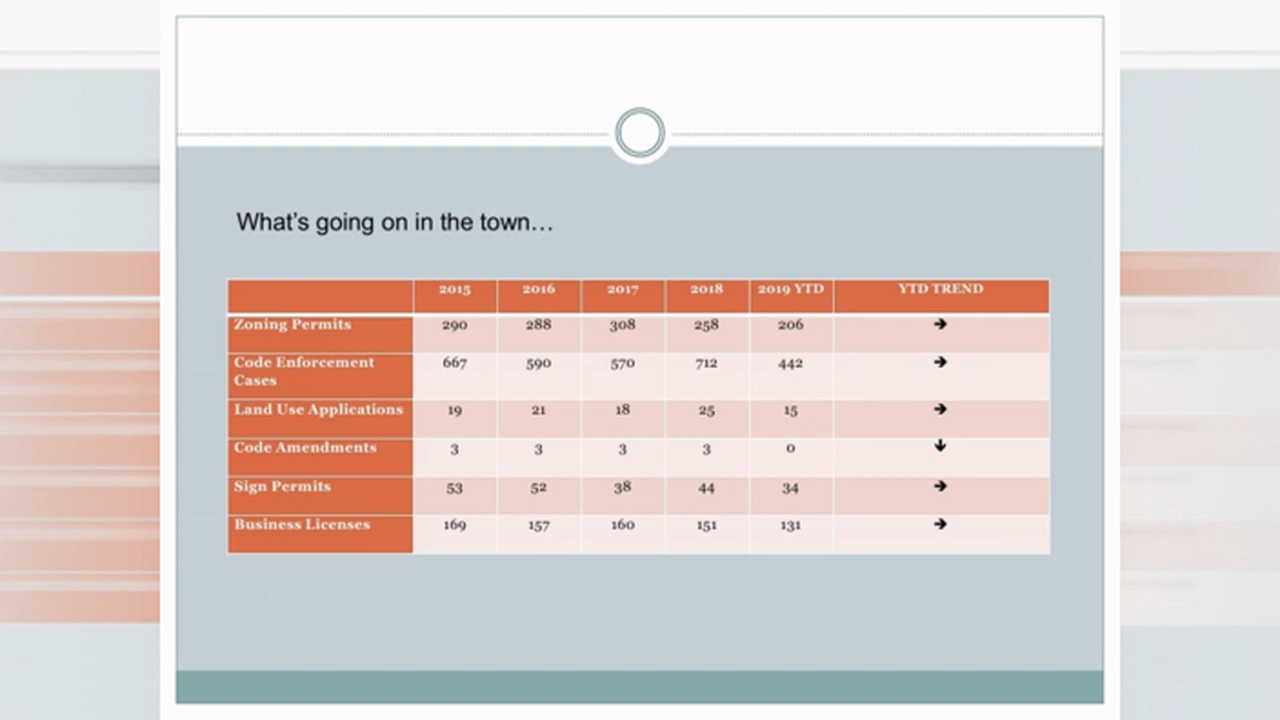 What's going on in the town…
2015 2016 2017 2018 2019 YTD YTD TREND
Zoning Permits 290 288 308 258 206 ➔
Code Enforcement
Cases 667 590 570 712 442 ➔
Land Use Applications 19 21 18 25 15 ➔
Code Amendments 3 3 3 3 0 🡻
Sign Permits 53 52 38 44 34 ➔
Business Licenses 169 157 160 151 131 ➔